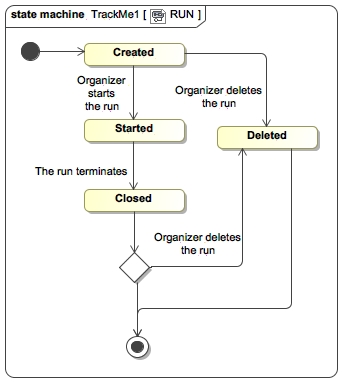 state machine TrackMe1 [ RUN ]
Created
Organizer
starts
the run
Organizer deletes
the run
Started
Deleted
The run terminates
Closed
Organizer deletes
the run